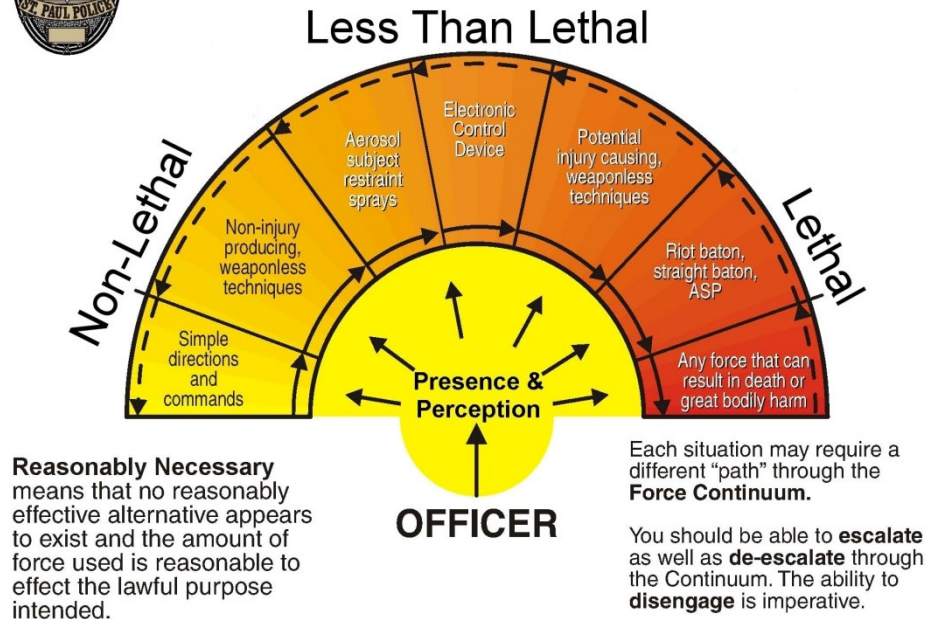 ST. PAUL POLICE
Less Than Lethal
Non-Lethal
Lethal
Simple
directions
and
commands
Non-injury
producing,
weaponless
techniques
Aerosol
subject
restraint
sprays
Electronic
Control
Device
Potential
injury causing,
weaponless
techniques
Riot baton,
straight baton,
ASP
Any force that can
result in death or
great bodily harm
Presence &
Perception
OFFICER
Reasonably Necessary
means that no reasonably
effective alternative appears
to exist and the amount of
force used is reasonable to
effect the lawful purpose
intended.
Each situation may require a
different “path” through the
Force Continuum.
You should be able to escalate
as well as de-escalate through
the Continuum. The ability to
disengage is imperative.